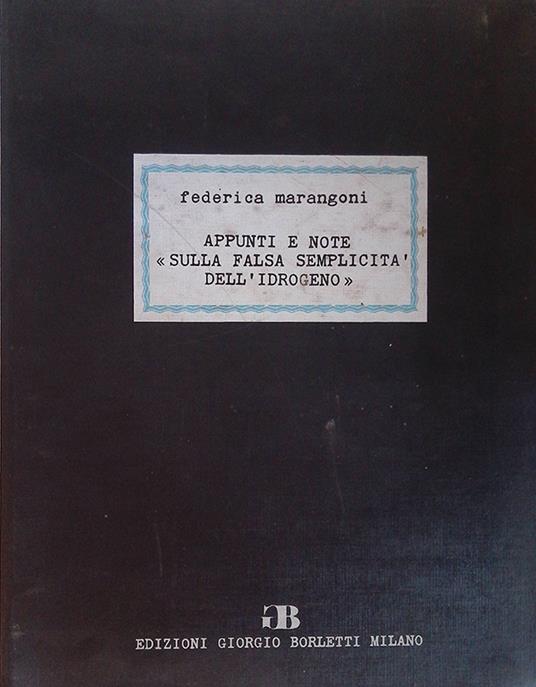 federica marangoni
APPUNTI E NOTE
« SULLA FALSA SEMPLICITA'
DELL'IDROGENO »
GB
EDIZIONI GIORGIO BORLETTI MILANO